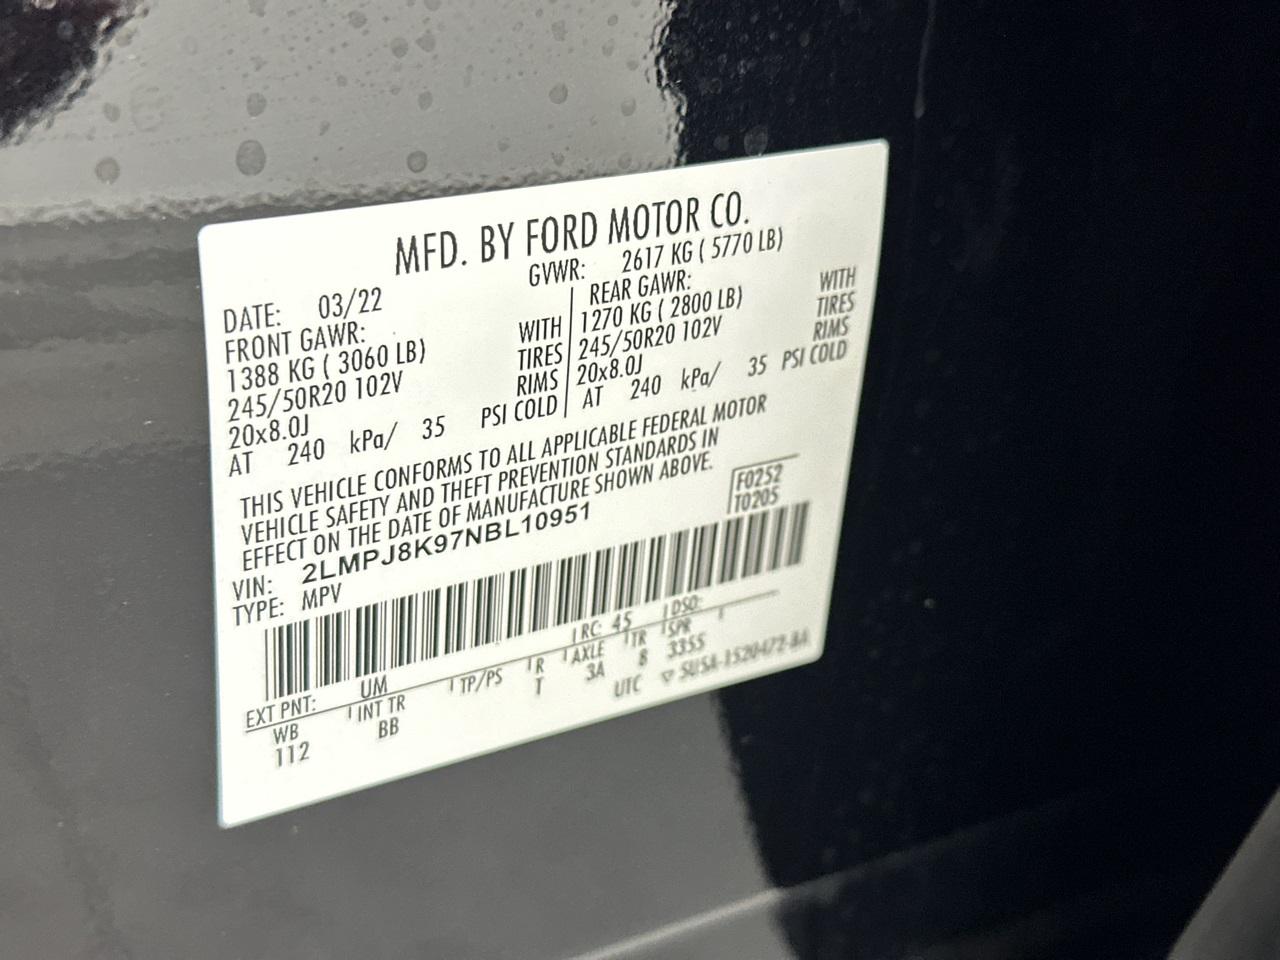 MFD. BY FORD MOTOR CO.
DATE: 03/22 GVWR: 2617 KG ( 5770 LB)
FRONT GAWR: REAR GAWR:
1388 KG ( 3060 LB) WITH 1270 KG ( 2800 LB) WITH
245/50R20 102V TIRES 245/50R20 102V TIRES
20x8.0J RIMS 20x8.0J RIMS
AT 240 kPa/ 35 PSI COLD AT 240 kPa/ 35 PSI COLD
THIS VEHICLE CONFORMS TO ALL APPLICABLE FEDERAL MOTOR
VEHICLE SAFETY AND THEFT PREVENTION STANDARDS IN
EFFECT ON THE DATE OF MANUFACTURE SHOWN ABOVE.
F0252
T0205
VIN: 2LMPJ8K97NBL10951
TYPE: MPV
EXT PNT: UM RC: 45 DSO:
WB INT TR TP/PS R AXLE TR SPR
112 BB T 3A 8 3355
UTC ▽ SU5A-1520472-BA